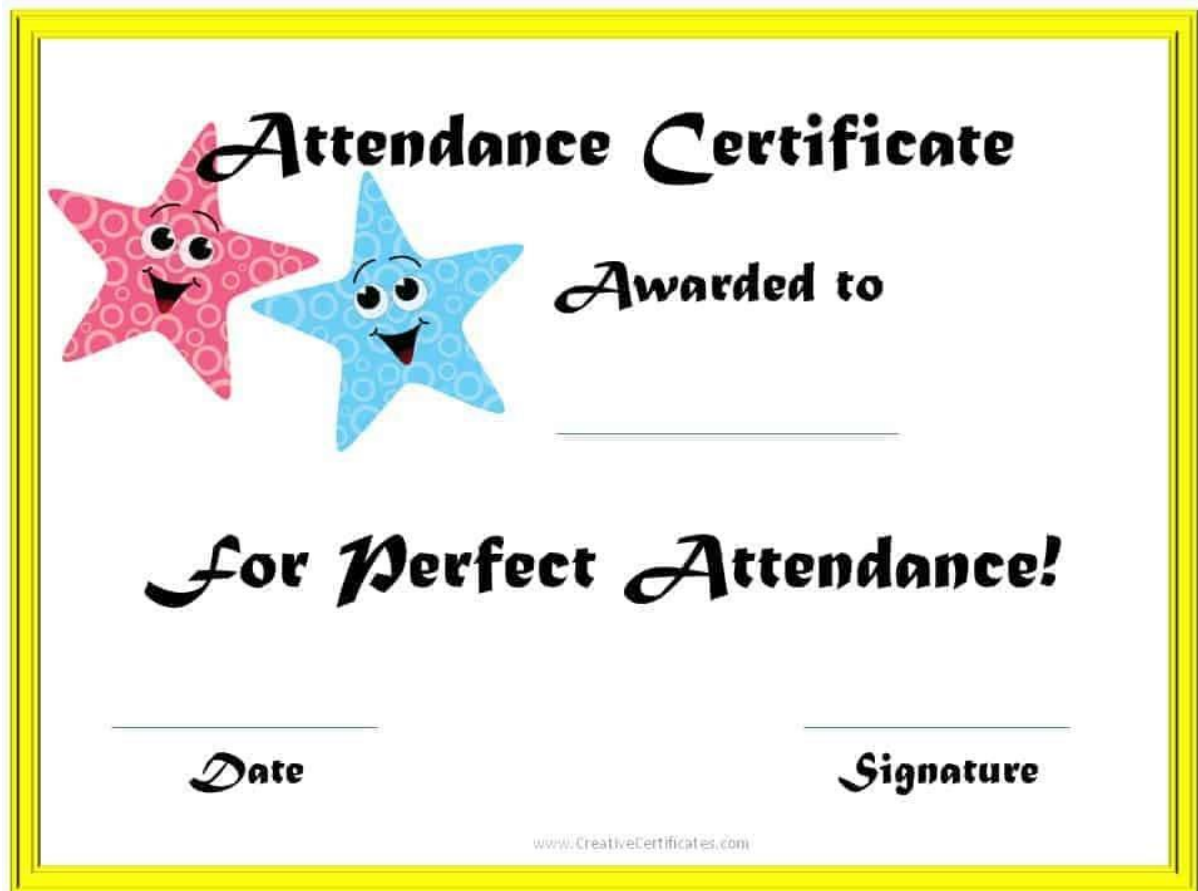 Attendance Certificate
Awarded to
For Perfect Attendance!
Date
Signature
www.CreativeCertificates.com